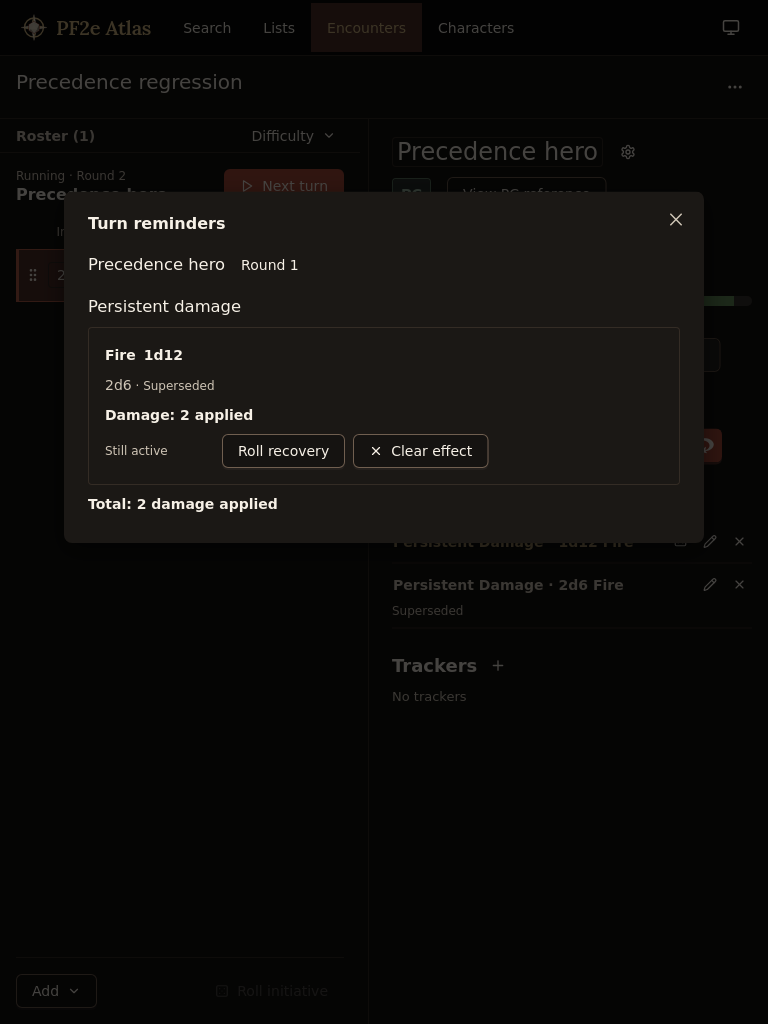 PF2e Atlas
Search
Lists
Encounters
Characters
Precedence regression
Roster (1)
Difficulty
Running · Round 2
Next turn
Precedence hero
Precedence hero
View PC reference
Turn reminders
Precedence hero Round 1
Persistent damage
Fire 1d12
2d6 · Superseded
Damage: 2 applied
Still active
Roll recovery
Clear effect
Total: 2 damage applied
Persistent Damage · 1d12 Fire
Persistent Damage · 2d6 Fire
Superseded
Trackers
No trackers
Add
Roll initiative